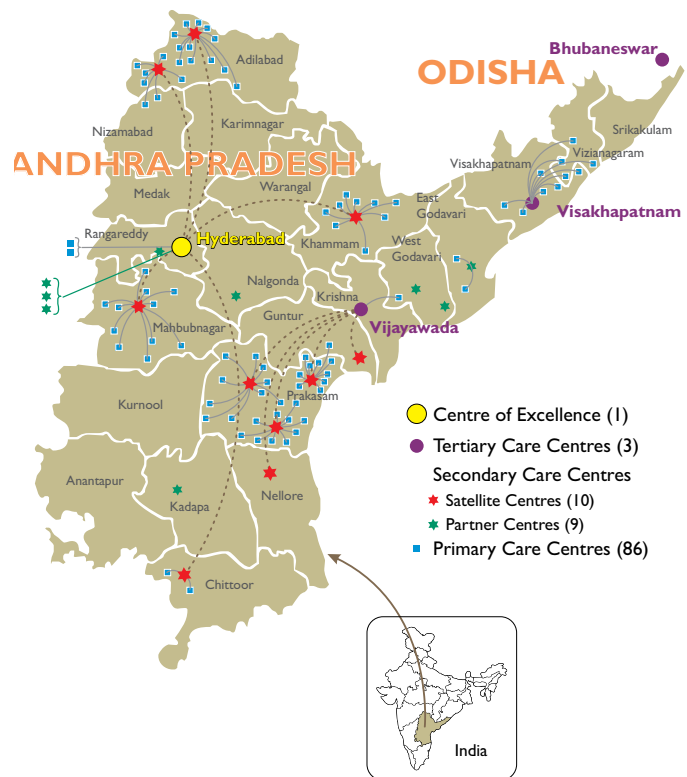 Bhubaneswar
Adilabad
ODISHA
Nizamabad
Karimnagar
Srikakulam
Vizianagaram
Visakhapatnam
ANDHRA PRADESH
Medak
Warangal
East
Godavari
Visakhapatnam
Rangareddy
Hyderabad
Khammam
West
Godavari
Nalgonda
Krishna
Guntur
Mahbubnagar
Vijayawada
Prakasam
Kurnool
Centre of Excellence (1)
Tertiary Care Centres (3)
Secondary Care Centres
Satellite Centres (10)
Partner Centres (9)
Primary Care Centres (86)
Anantapur
Kadapa
Nellore
Chittoor
India